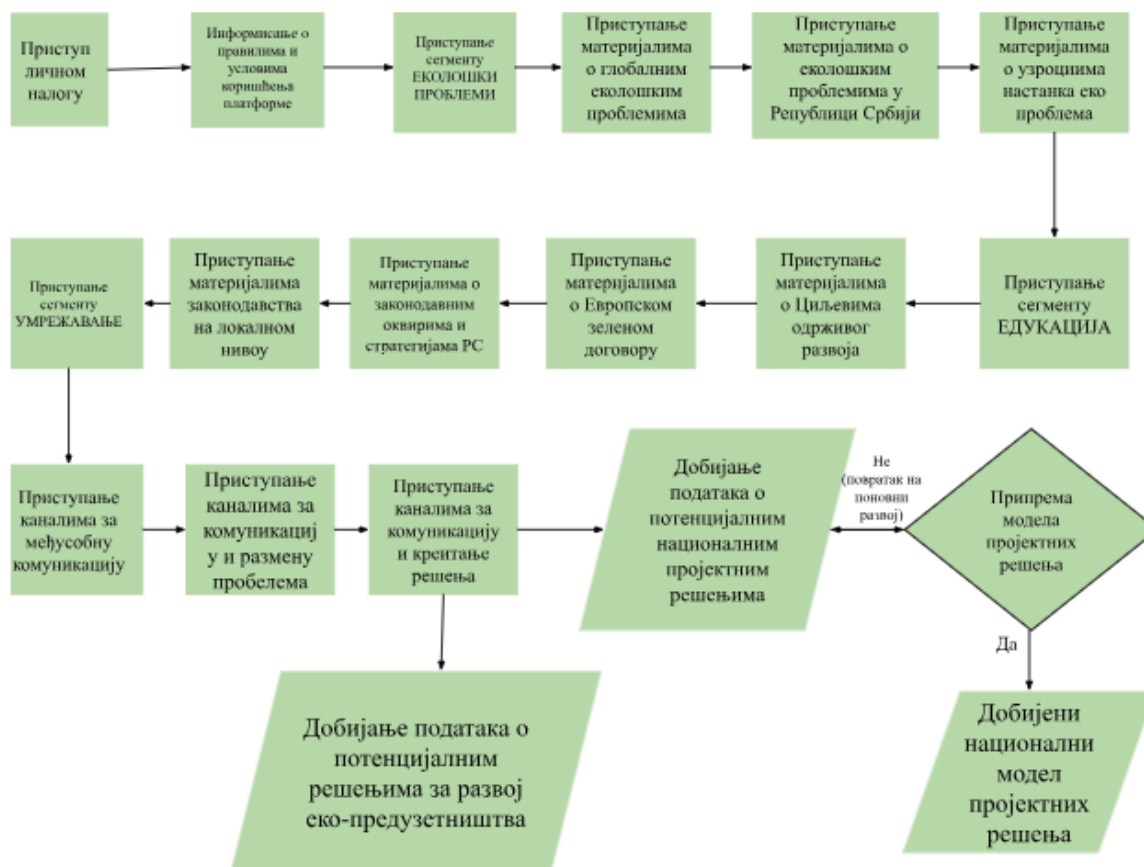 Приступ
личном
налогу
Информисање о
правилима и
условима
коришћења
платформе
Приступање
сегменту
ЕКОЛОШКИ
ПРОБЛЕМИ
Приступање
материјалима
о глобалним
еколошким
проблемима
Приступање
материјалима о
еколошким
проблемима у
Републици Србији
Приступање
материјалима
о узроциима
настанка еко
проблема
Приступање
сегменту
ЕДУКАЦИЈА
Приступање
материјалима
о Циљевима
одрживог
развоја
Приступање
материјалима
о Европском
зеленом
договору
Приступање
материјалима о
законодавним
оквирима и
стратегијама РС
Приступање
материјалима
законодавства
на локалном
нивоу
Приступање
сегменту
УМРЕЖАВАЊЕ
Приступање
каналима за
међусобну
комуникацију
Приступање
каналима за
комуникациј
у и размену
пробелема
Приступање
каналима за
комуникацију
и креитање
решења
Добијање
података о
потенцијалним
националним
пројектним
решењима
Не
(повратак на
поновни
развој)
Припрема
модела
пројектних
решења
Да
Добијање података о
потенцијалним
решењима за развој
еко-предузетништва
Добијени
национални
модел
пројектних
решења